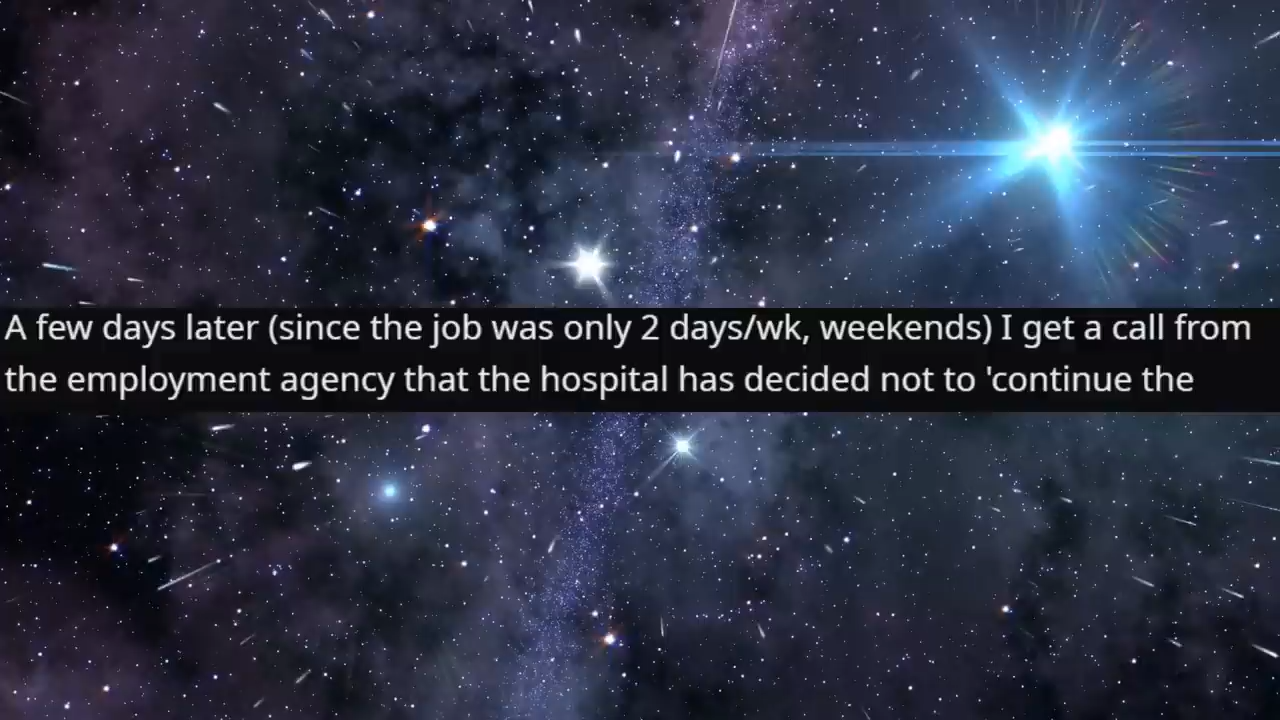 A few days later (since the job was only 2 days/wk, weekends) I get a call from
the employment agency that the hospital has decided not to 'continue the